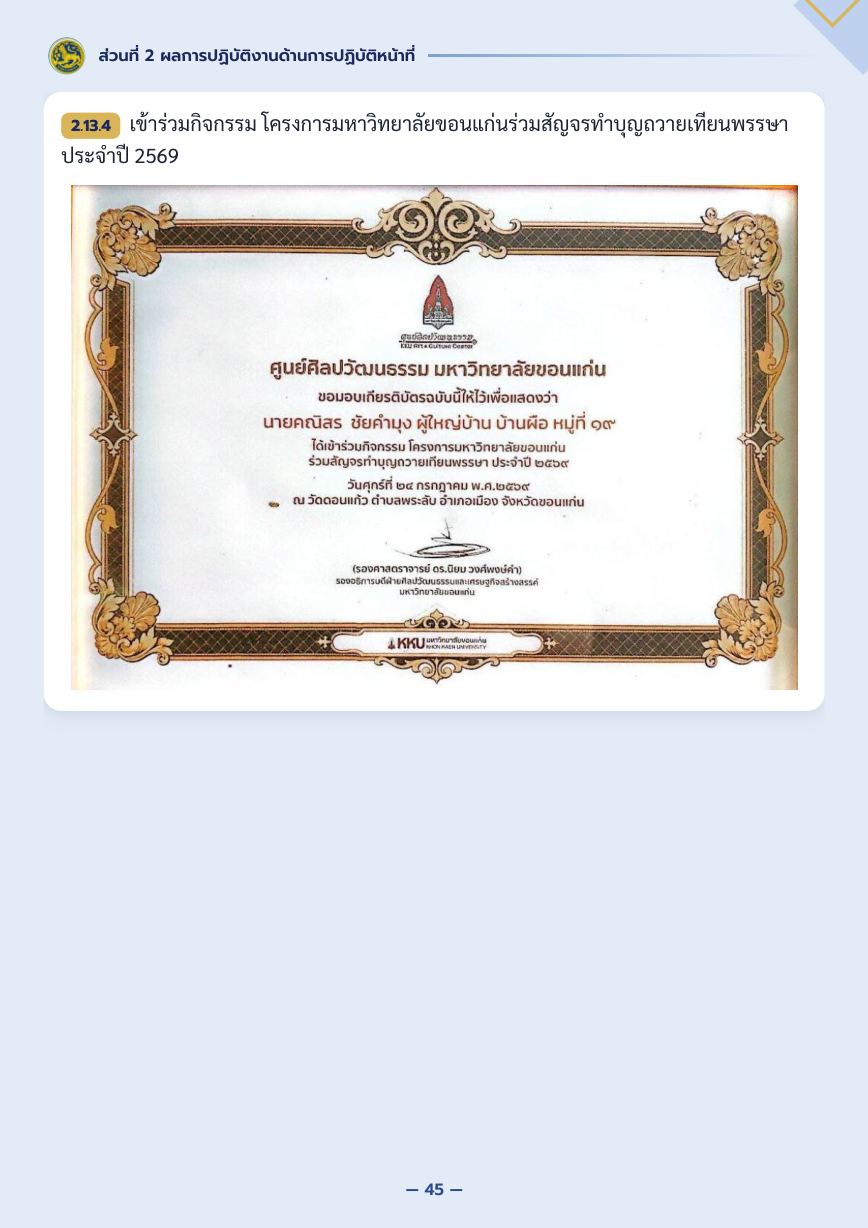 ส่วนที่ 2 ผลการปฏิบัติงานด้านการปฏิบัติหน้าที่
2.13.4 เข้าร่วมกิจกรรม โครงการมหาวิทยาลัยขอนแก่นร่วมสัญจรทำบุญถวายเทียนพรรษา
ประจำปี 2569
ศูนย์ศิลปวัฒนธรรม
KKU Art & Culture Center
ศูนย์ศิลปวัฒนธรรม มหาวิทยาลัยขอนแก่น
ขอมอบเกียรติบัตรฉบับนี้ให้ไว้เพื่อแสดงว่า
นายคณิสร ชัยคำมุง ผู้ใหญ่บ้าน บ้านผือ หมู่ที่ ๑๙
ได้เข้าร่วมกิจกรรม โครงการมหาวิทยาลัยขอนแก่น
ร่วมสัญจรทำบุญถวายเทียนพรรษา ประจำปี ๒๕๖๙
วันศุกร์ที่ ๒๔ กรกฎาคม พ.ศ.๒๕๖๙
ณ วัดดอนแก้ว ตำบลพระลับ อำเภอเมือง จังหวัดขอนแก่น
(รองศาสตราจารย์ ดร.นิยม วงศ์พงษ์คำ)
รองอธิการบดีฝ่ายศิลปวัฒนธรรมและเศรษฐกิจสร้างสรรค์
มหาวิทยาลัยขอนแก่น
KKU มหาวิทยาลัยขอนแก่น
KHON KAEN UNIVERSITY
— 45 —